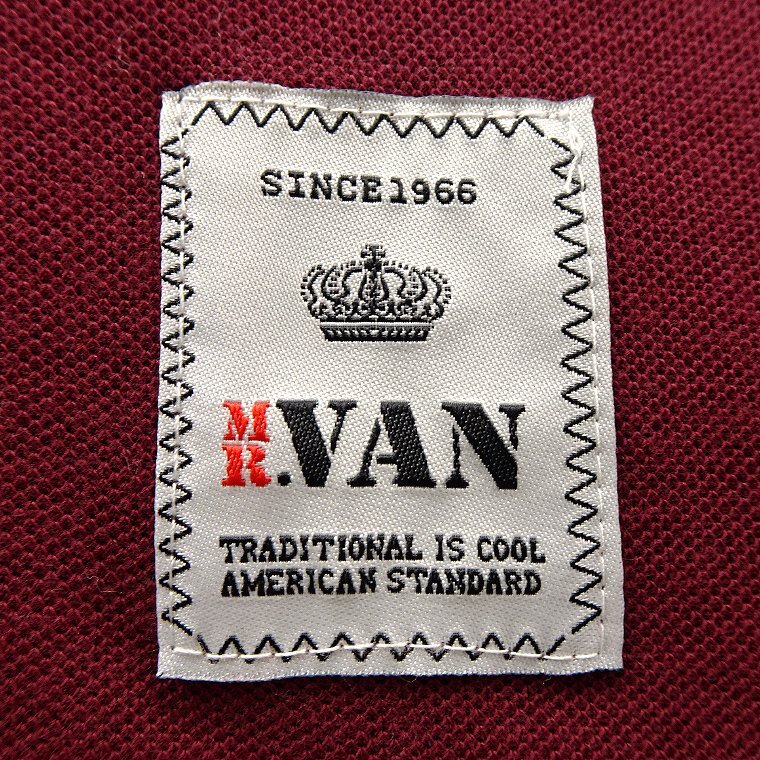 SINCE1966
MR.VAN
TRADITIONAL IS COOL
AMERICAN STANDARD